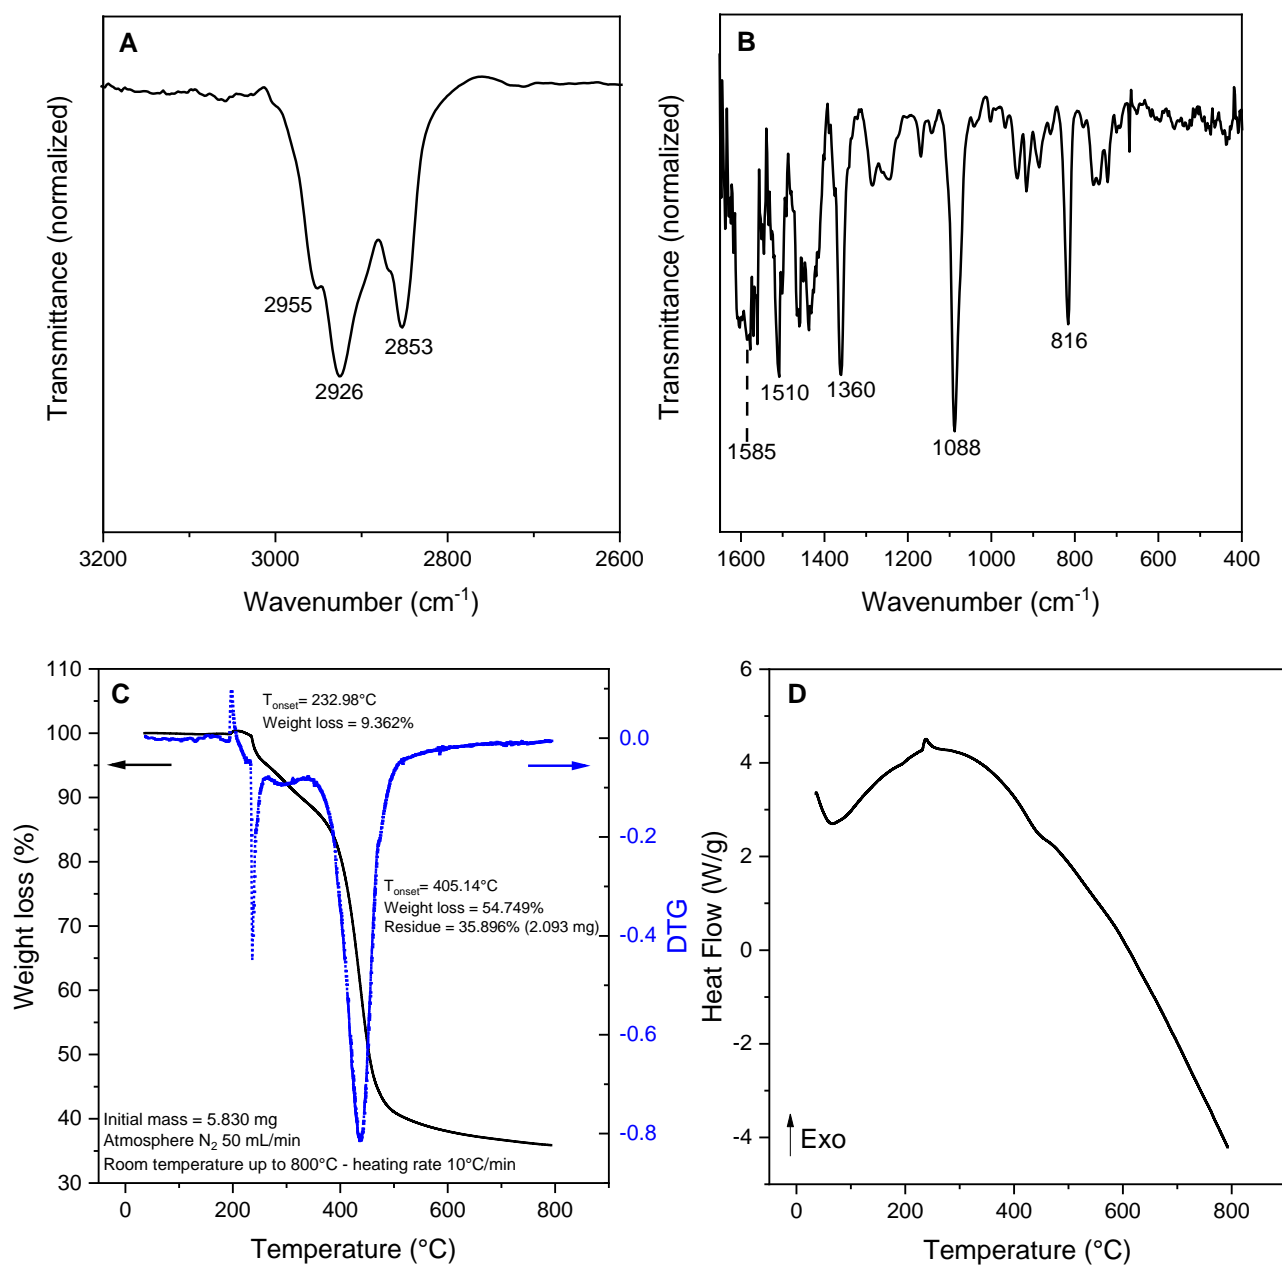 A
Transmittance (normalized)
2955
2926
2853
3200 3000 2800 2600
Wavenumber (cm⁻¹)
B
Transmittance (normalized)
1585
1510
1360
1088
816
1600 1400 1200 1000 800 600 400
Wavenumber (cm⁻¹)
C
Weight loss (%)
110
100
90
80
70
60
50
40
30
Tonset= 232.98°C
Weight loss = 9.362%
Tonset= 405.14°C
Weight loss = 54.749%
Residue = 35.896% (2.093 mg)
Initial mass = 5.830 mg
Atmosphere N₂ 50 mL/min
Room temperature up to 800°C - heating rate 10°C/min
0.0
-0.2
-0.4
-0.6
-0.8
DTG
0 200 400 600 800
Temperature (°C)
D
Heat Flow (W/g)
6
4
2
0
-2
-4
Exo
0 200 400 600 800
Temperature (°C)